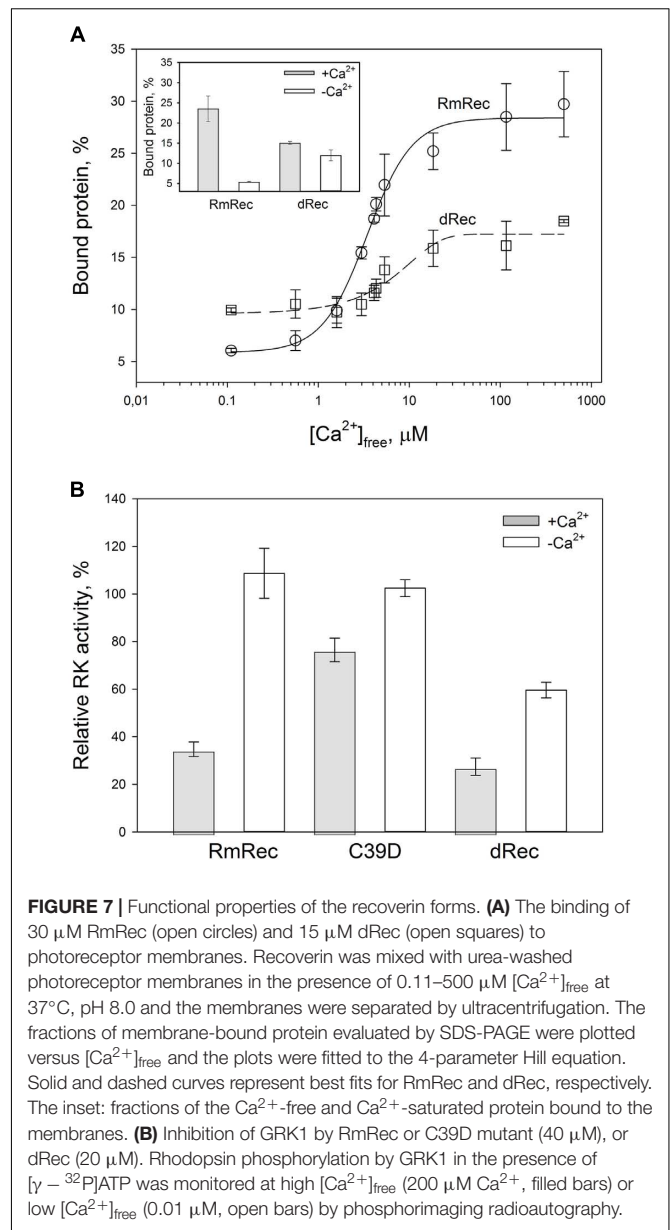 A
35
30
25
20
15
10
5
Bound protein, %
30
25
20
15
10
5
Bound protein, %
+Ca2+
-Ca2+
RmRec
dRec
RmRec
dRec
0,01
0.1
1
10
100
1000
[Ca2+]free, μM
B
140
120
100
80
60
40
20
0
Relative RK activity, %
+Ca2+
-Ca2+
RmRec
C39D
dRec
FIGURE 7 | Functional properties of the recoverin forms. (A) The binding of
30 μM RmRec (open circles) and 15 μM dRec (open squares) to
photoreceptor membranes. Recoverin was mixed with urea-washed
photoreceptor membranes in the presence of 0.11–500 μM [Ca2+]free at
37°C, pH 8.0 and the membranes were separated by ultracentrifugation. The
fractions of membrane-bound protein evaluated by SDS-PAGE were plotted
versus [Ca2+]free and the plots were fitted to the 4-parameter Hill equation.
Solid and dashed curves represent best fits for RmRec and dRec, respectively.
The inset: fractions of the Ca2+-free and Ca2+-saturated protein bound to the
membranes. (B) Inhibition of GRK1 by RmRec or C39D mutant (40 μM), or
dRec (20 μM). Rhodopsin phosphorylation by GRK1 in the presence of
[γ − 32P]ATP was monitored at high [Ca2+]free (200 μM Ca2+, filled bars) or
low [Ca2+]free (0.01 μM, open bars) by phosphorimaging radioautography.